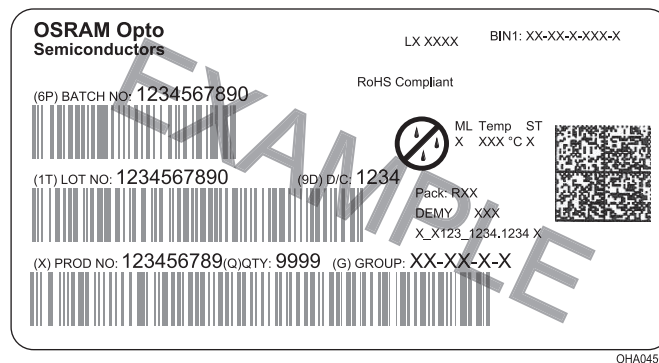 OSRAM Opto
Semiconductors
LX XXXX
BIN1: XX-XX-X-XXX-X
RoHS Compliant
(6P) BATCH NO: 1234567890
ML Temp ST
X XXX °C X
(1T) LOT NO: 1234567890 (9D) D/C: 1234
Pack: RXX
DEMY XXX
X_X123_1234.1234 X
(X) PROD NO: 123456789(Q)QTY: 9999 (G) GROUP: XX-XX-X-X
EXAMPLE
OHA04563